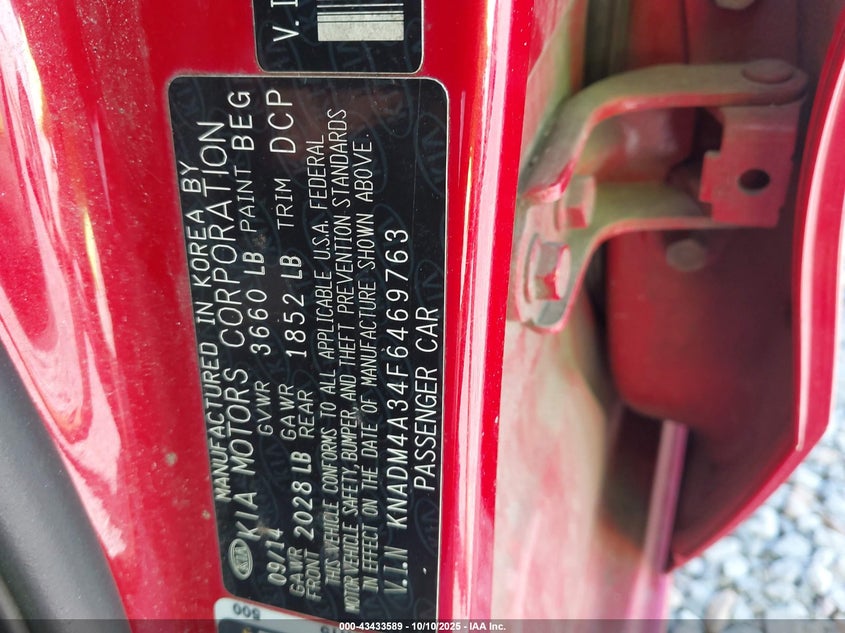 V.I
MANUFACTURED IN KOREA BY
KIA MOTORS CORPORATION
09/14 GVWR 3660 LB PAINT BEG
GAWR FRONT 2028 LB GAWR REAR 1852 LB TRIM DCP
THIS VEHICLE CONFORMS TO ALL APPLICABLE U.S.A. FEDERAL
MOTOR VEHICLE SAFETY, BUMPER AND THEFT PREVENTION STANDARDS
IN EFFECT ON THE DATE OF MANUFACTURE SHOWN ABOVE.
V.I.N KNADM4A34F6469763
PASSENGER CAR
500
000-43433589 - 10/10/2025 - IAA Inc.